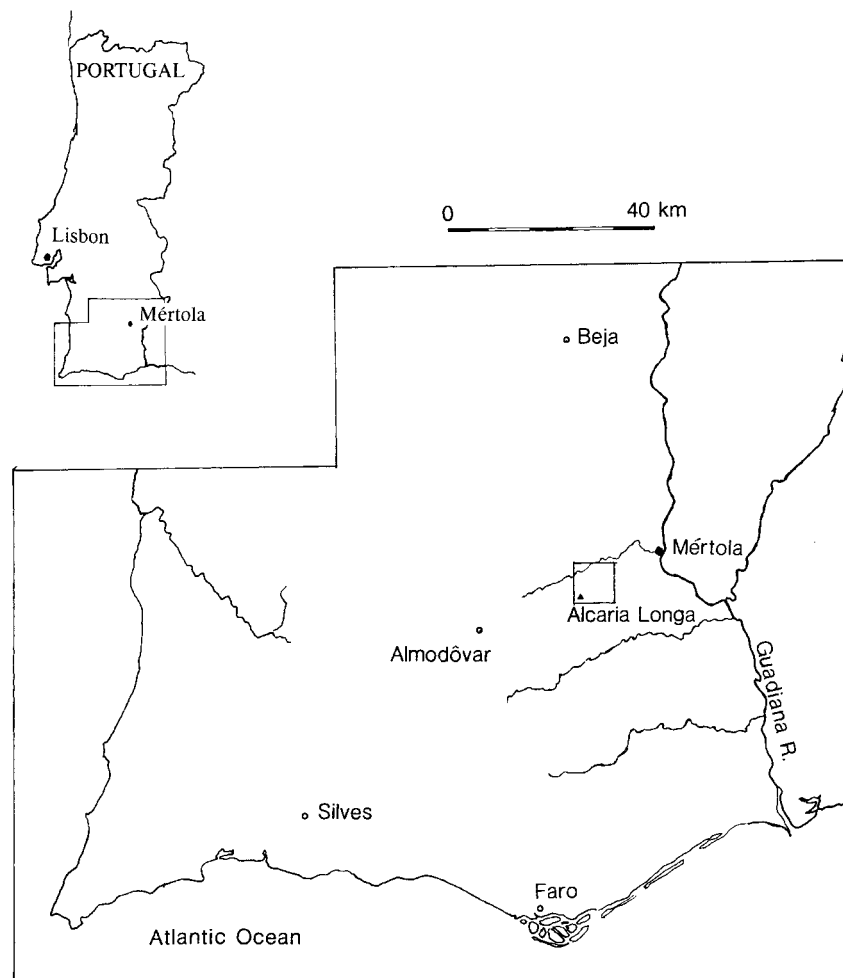 PORTUGAL
Lisbon
Mértola
0 40 km
Beja
Mértola
Alcaria Longa
Almodôvar
Guadiana R.
Silves
Faro
Atlantic Ocean